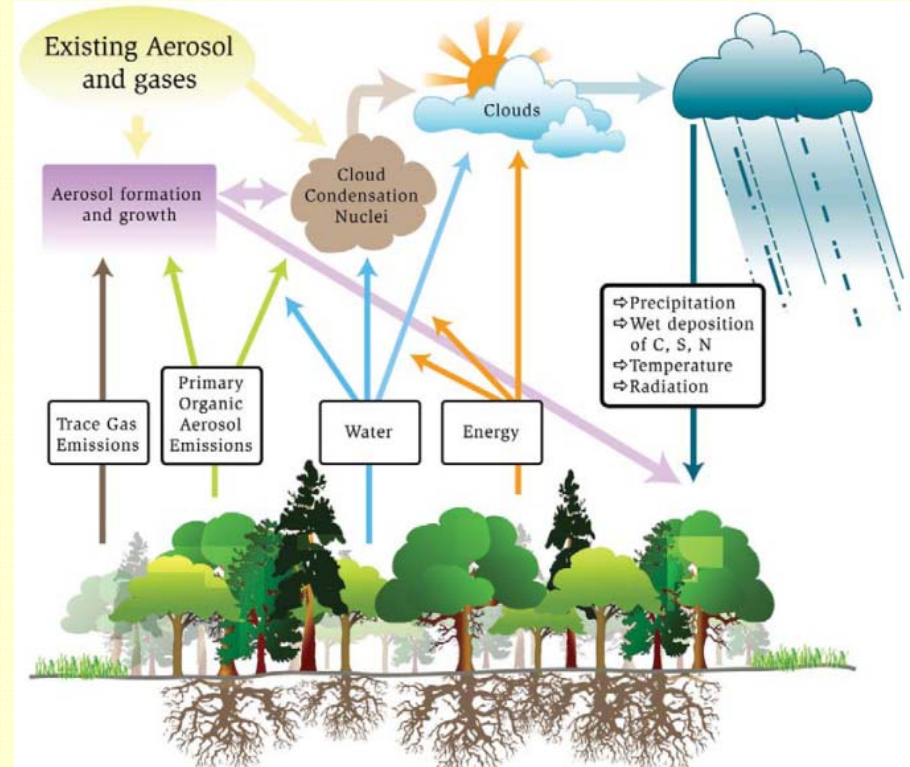 Existing Aerosol
and gases
Clouds
Cloud
Condensation
Nuclei
Aerosol formation
and growth
⇨Precipitation
⇨Wet deposition
of C, S, N
⇨Temperature
⇨Radiation
Trace Gas
Emissions
Primary
Organic
Aerosol
Emissions
Water
Energy